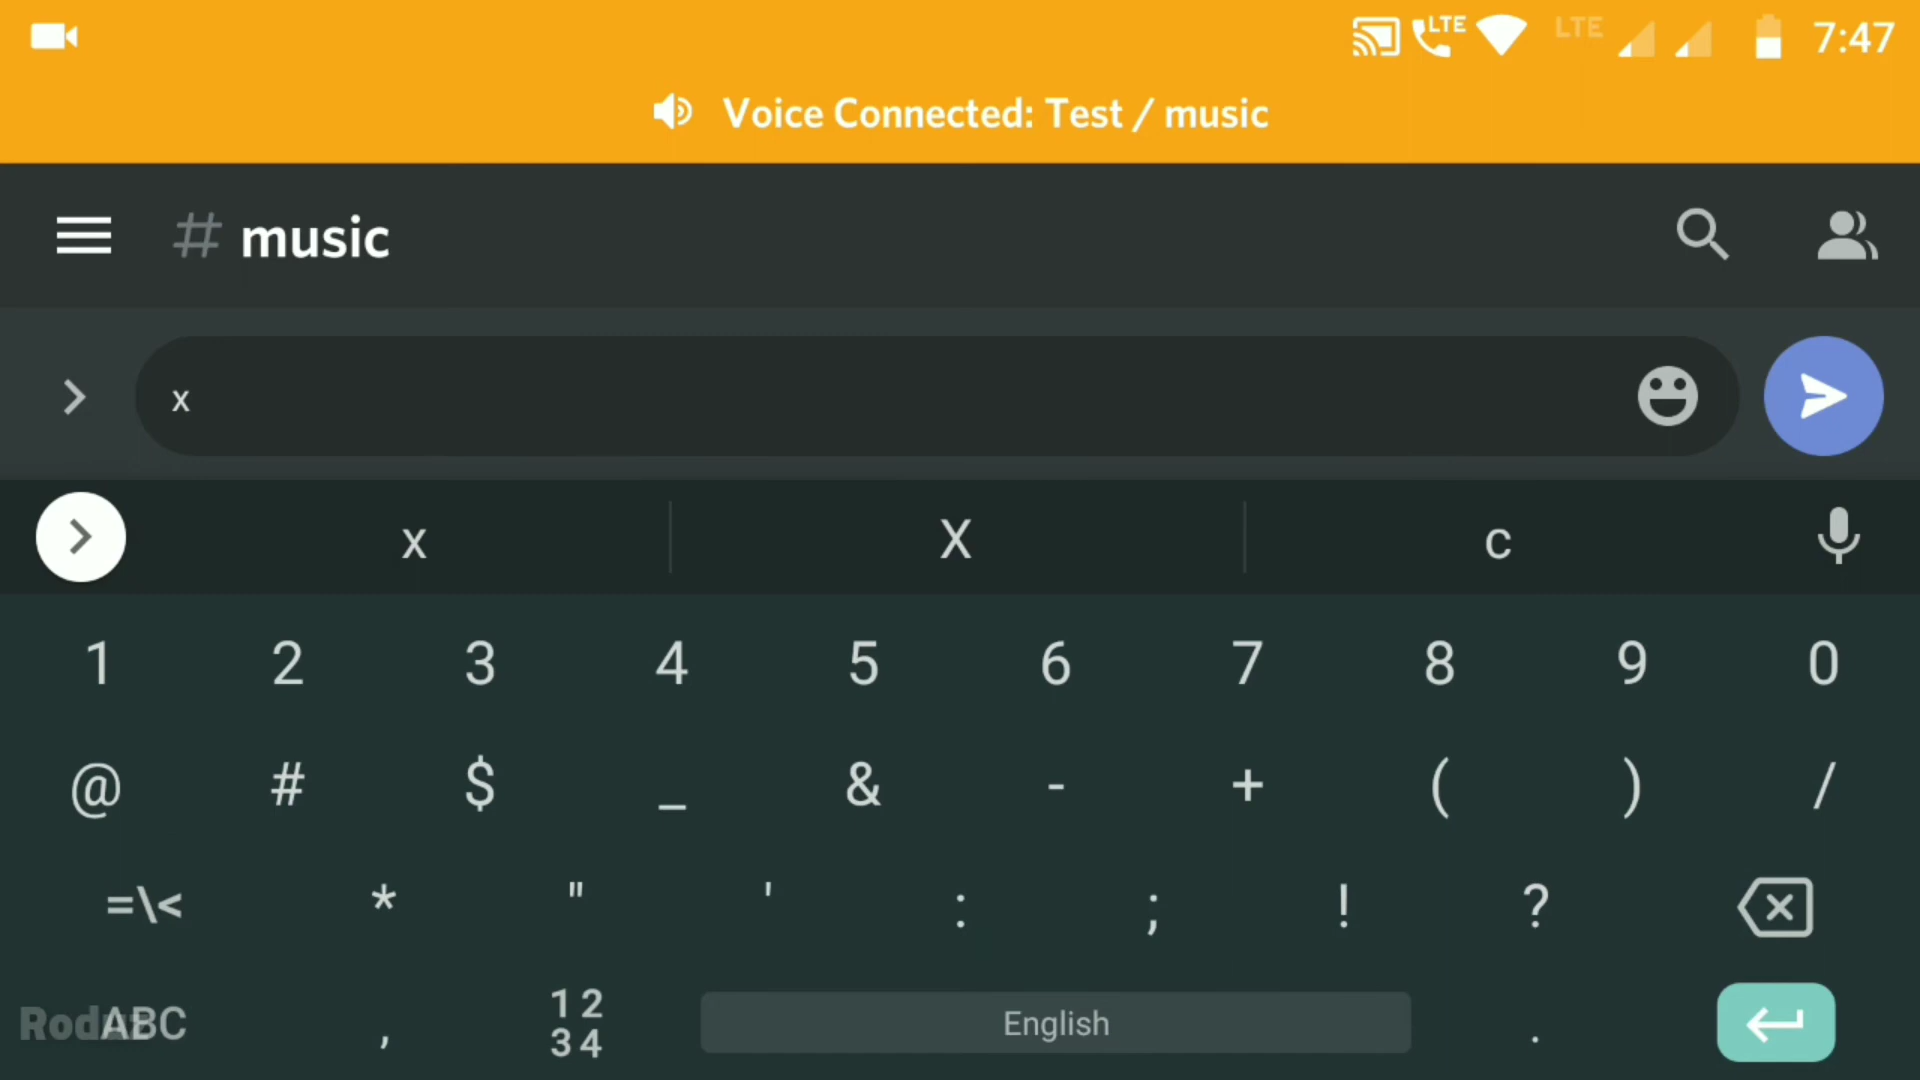 LTE LTE 7:47
Voice Connected: Test / music
# music
x
x X c
1 2 3 4 5 6 7 8 9 0
@ # $ _ & - + ( ) /
=\< * " ' : ; ! ?
ABC , 12 English .
34